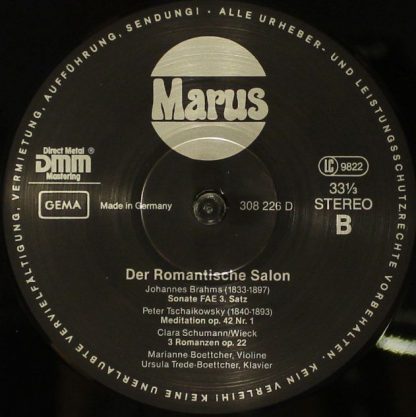 KEIN VERLEIH! KEINE UNERLAUBTE VERVIELFÄLTIGUNG, VERMIETUNG, AUFFÜHRUNG, SENDUNG! · ALLE URHEBER- UND LEISTUNGSSCHUTZRECHTE VORBEHALTEN. ·
Marus
Direct Metal ®
DMM
Mastering
LC 9822
GEMA
Made in Germany
308 226 D
33⅓
STEREO
B
Der Romantische Salon
Johannes Brahms (1833-1897)
Sonate FAE 3. Satz
Peter Tschaikowsky (1840-1893)
Meditation op. 42 Nr. 1
Clara Schumann/Wieck
3 Romanzen op. 22
Marianne Boettcher, Violine
Ursula Trede-Boettcher, Klavier